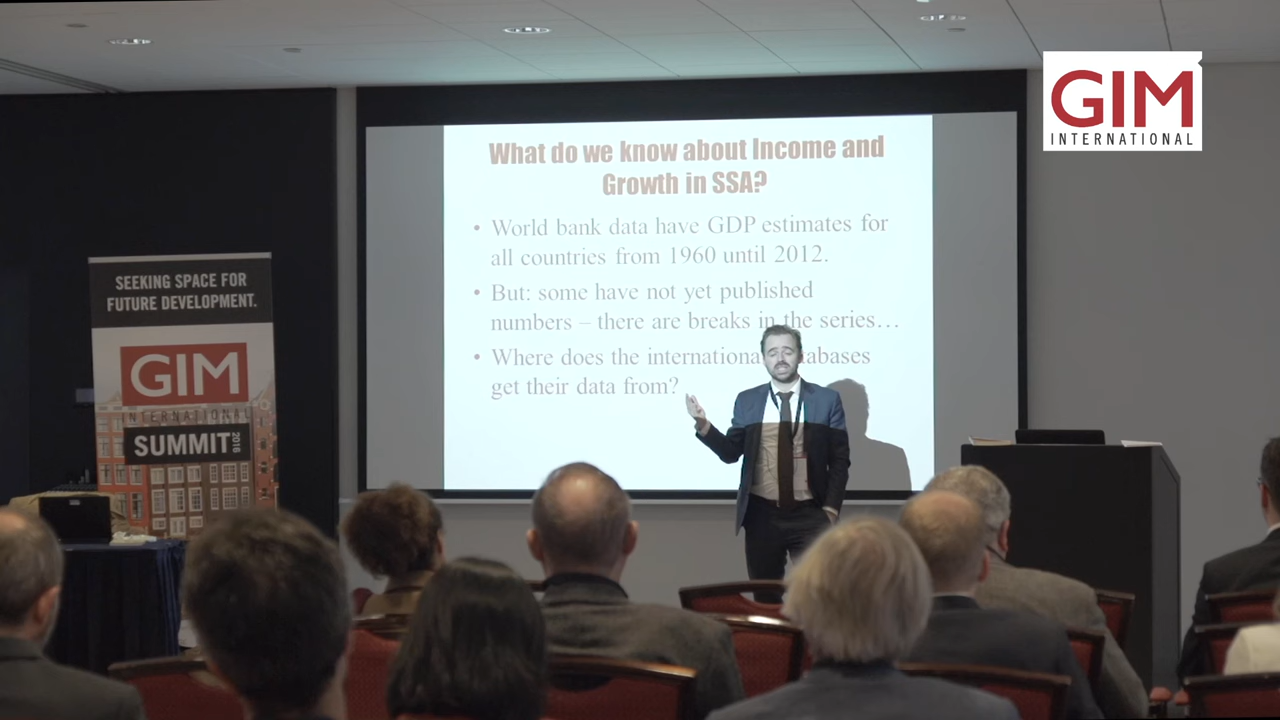 GIM
INTERNATIONAL
What do we know about Income and
Growth in SSA?
• World bank data have GDP estimates for
all countries from 1960 until 2012.
• But: some have not yet published
numbers – there are breaks in the series…
• Where does the international abases
get their data from?
SEEKING SPACE FOR
FUTURE DEVELOPMENT.
GIM
INTERNATIONAL
SUMMIT 2016